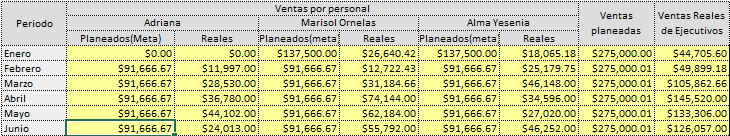 Ventas por personal
Periodo Adriana Marisol Ornelas Alma Yesenia Ventas planeadas Ventas Reales de Ejecutivos
Planeados(Meta) Reales Planeados(meta Reales Planeados(meta) Reales
Enero $0.00 $0.00 $137,500.00 $26,640.42 $137,500.00 $18,065.18 $275,000.00 $44,705.60
Febrero $91,666.67 $11,997.00 $91,666.67 $12,722.43 $91,666.67 $25,179.75 $275,000.01 $49,899.18
Marzo $91,666.67 $28,530.00 $91,666.67 $31,184.66 $91,666.67 $46,148.00 $275,000.01 $105,862.66
Abril $91,666.67 $36,780.00 $91,666.67 $74,144.00 $91,666.67 $34,596.00 $275,000.01 $145,520.00
Mayo $91,666.67 $44,102.00 $91,666.67 $62,184.00 $91,666.67 $27,020.00 $275,000.01 $133,306.00
Junio $91,666.67 $24,013.00 $91,666.67 $55,792.00 $91,666.67 $46,252.00 $275,000.01 $126,057.00